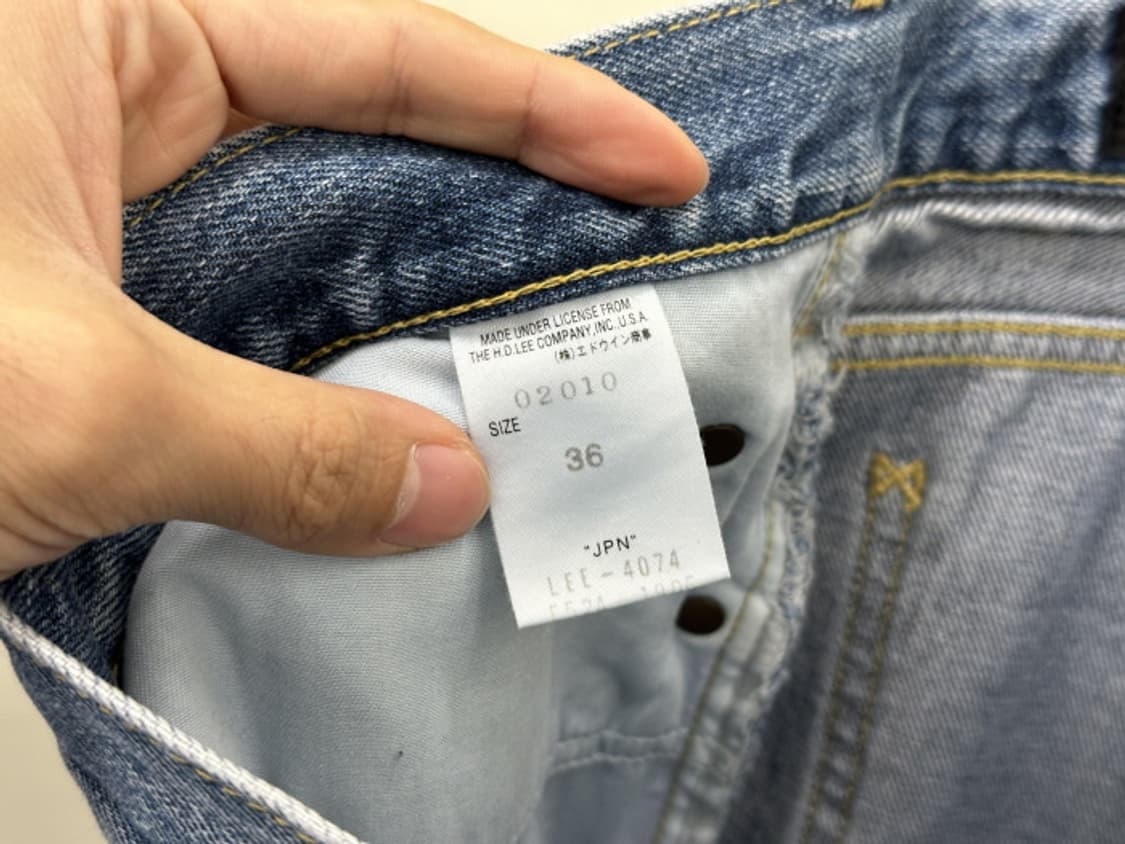 MADE UNDER LICENSE FROM
THE H.D.LEE COMPANY,INC.,U.S.A.
(株)エドウイン商事
02010
SIZE
36
"JPN"
LEE-4074